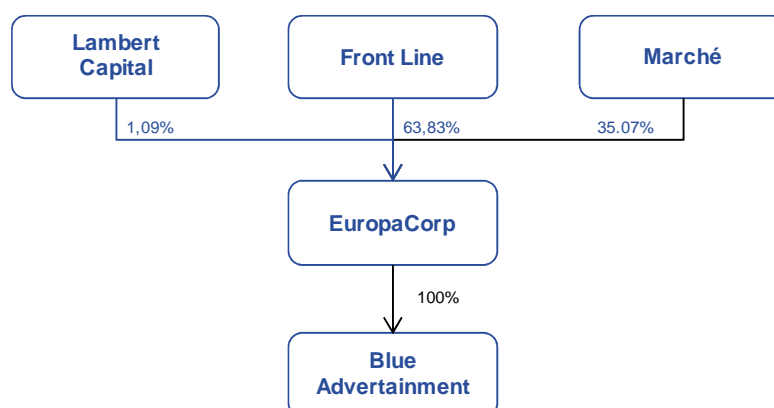 Lambert
Capital
Front Line
Marché
1,09%
63,83%
35.07%
EuropaCorp
100%
Blue
Advertainment